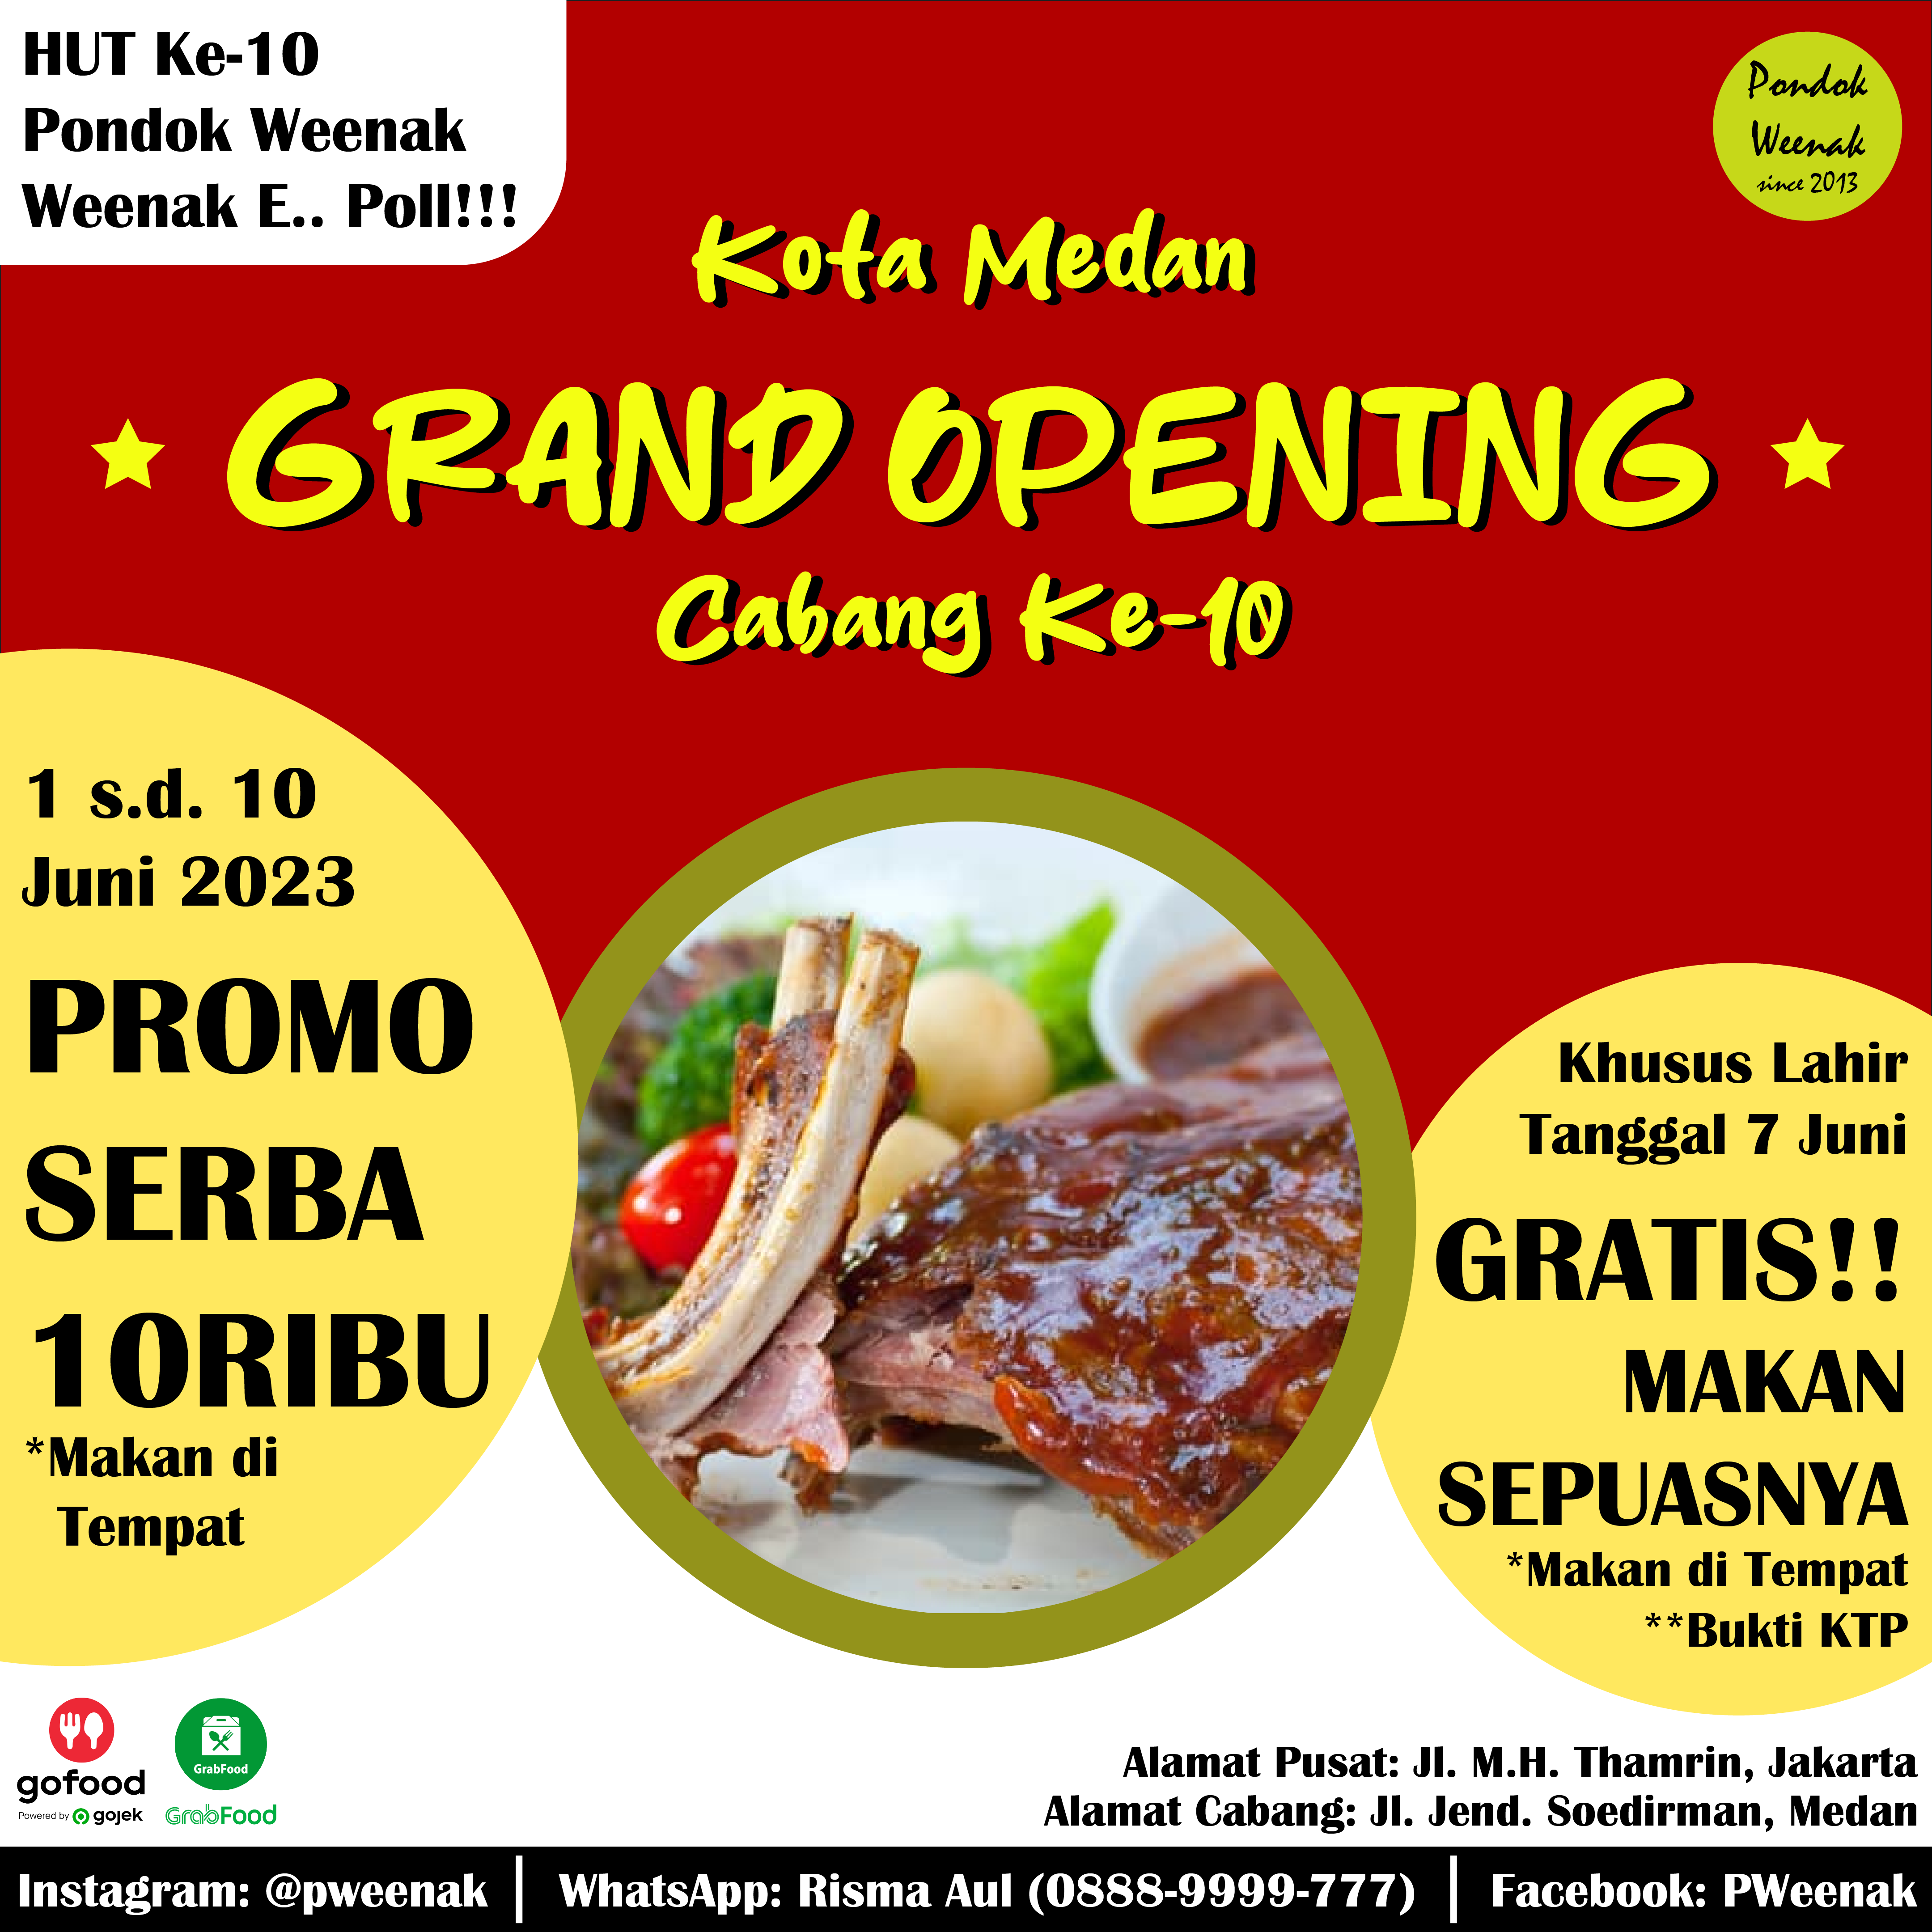 HUT Ke-10
Pondok Weenak
Weenak E.. Poll!!!
Pondok
Weenak
since 2013
Kota Medan
GRAND OPENING
Cabang Ke-10
1 s.d. 10
Juni 2023
PROMO
SERBA
10RIBU
*Makan di
Tempat
Khusus Lahir
Tanggal 7 Juni
GRATIS!!
MAKAN
SEPUASNYA
*Makan di Tempat
**Bukti KTP
gofood
Powered by gojek
GrabFood
GrabFood
Alamat Pusat: Jl. M.H. Thamrin, Jakarta
Alamat Cabang: Jl. Jend. Soedirman, Medan
Instagram: @pweenak | WhatsApp: Risma Aul (0888-9999-777) | Facebook: PWeenak